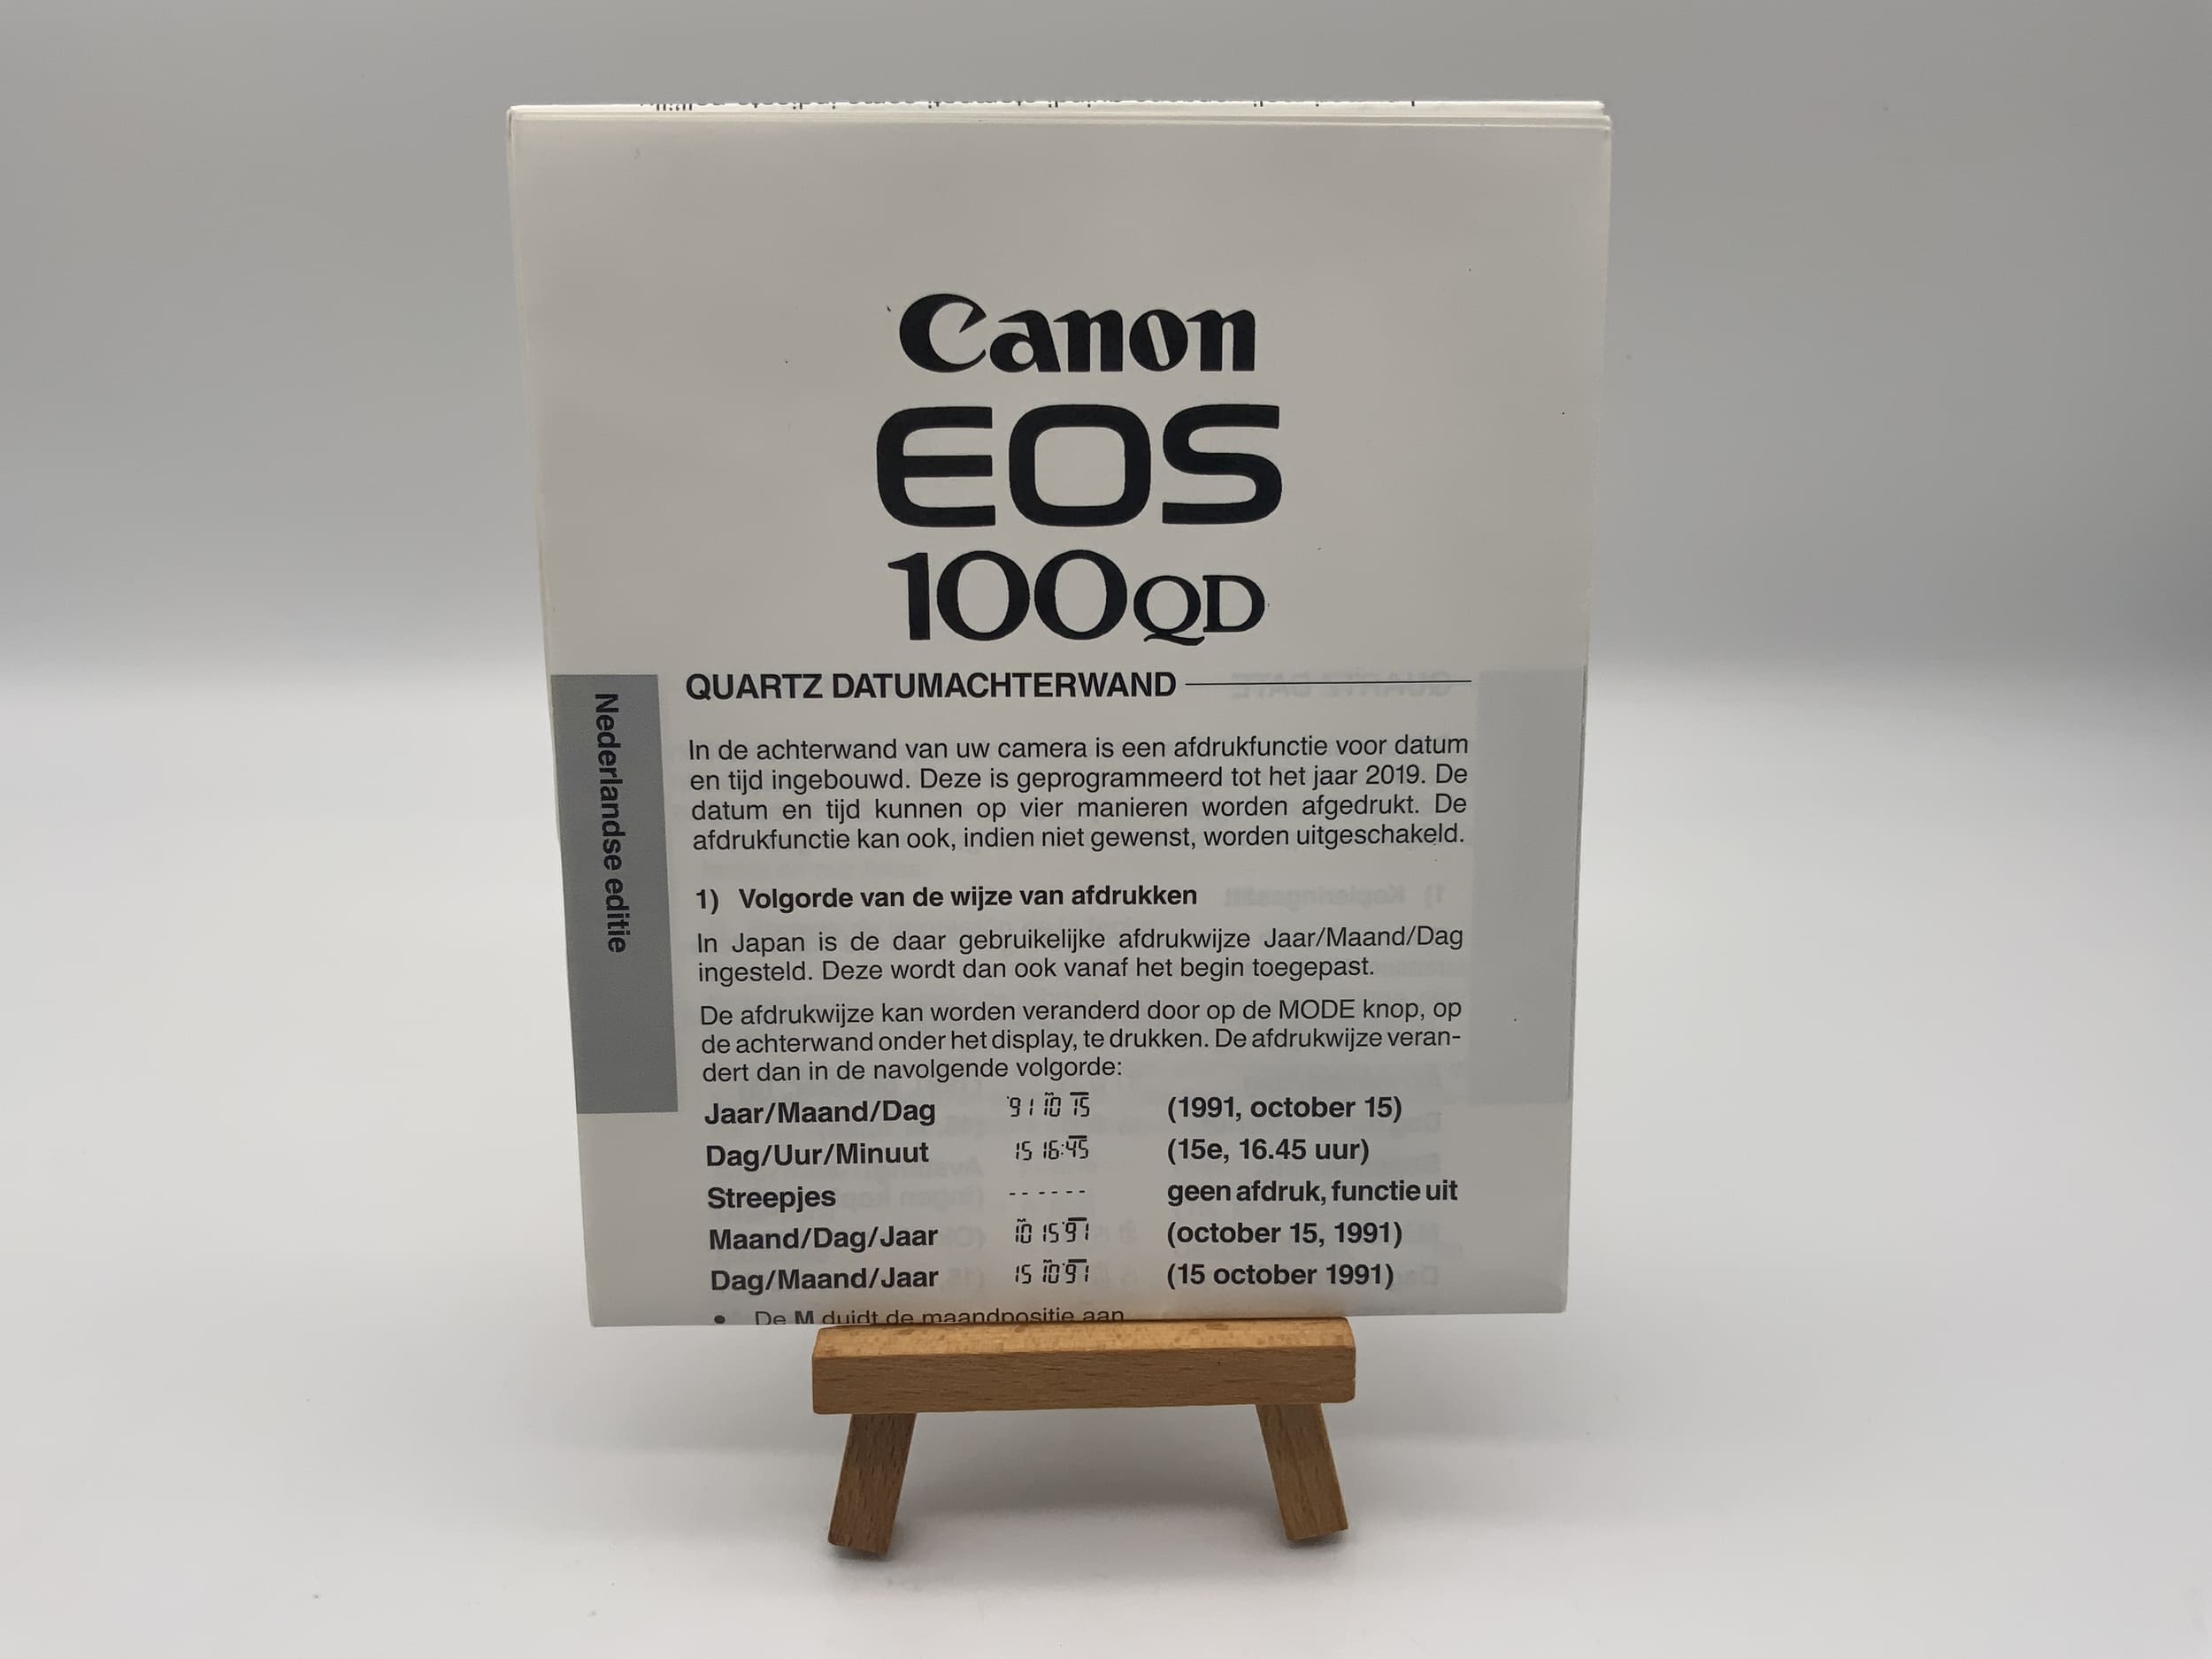 Canon
EOS
100QD
Nederlandse editie
QUARTZ DATUMACHTERWAND
In de achterwand van uw camera is een afdrukfunctie voor datum
en tijd ingebouwd. Deze is geprogrammeerd tot het jaar 2019. De
datum en tijd kunnen op vier manieren worden afgedrukt. De
afdrukfunctie kan ook, indien niet gewenst, worden uitgeschakeld.
1) Volgorde van de wijze van afdrukken
In Japan is de daar gebruikelijke afdrukwijze Jaar/Maand/Dag
ingesteld. Deze wordt dan ook vanaf het begin toegepast.
De afdrukwijze kan worden veranderd door op de MODE knop, op
de achterwand onder het display, te drukken. De afdrukwijze veran-
dert dan in de navolgende volgorde:
Jaar/Maand/Dag '91 10 15 (1991, october 15)
Dag/Uur/Minuut 15 16:45 (15e, 16.45 uur)
Streepjes - - - - - - geen afdruk, functie uit
Maand/Dag/Jaar 10 15 '91 (october 15, 1991)
Dag/Maand/Jaar 15 10 '91 (15 october 1991)
• De M duidt de maandpositie aan